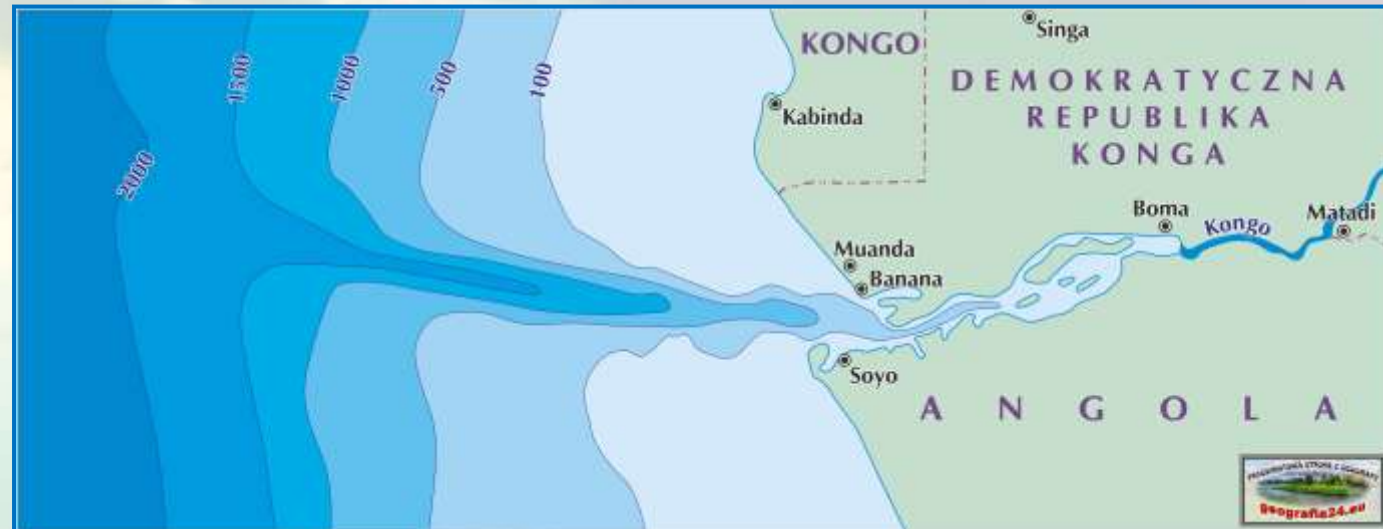 Singa
KONGO
DEMOKRATYCZNA
REPUBLIKA
KONGA
1500
1000
500
100
Kabinda
2000
Boma
Kongo
Matadi
Muanda
Banana
Soyo
ANGOLA
geografia24.eu